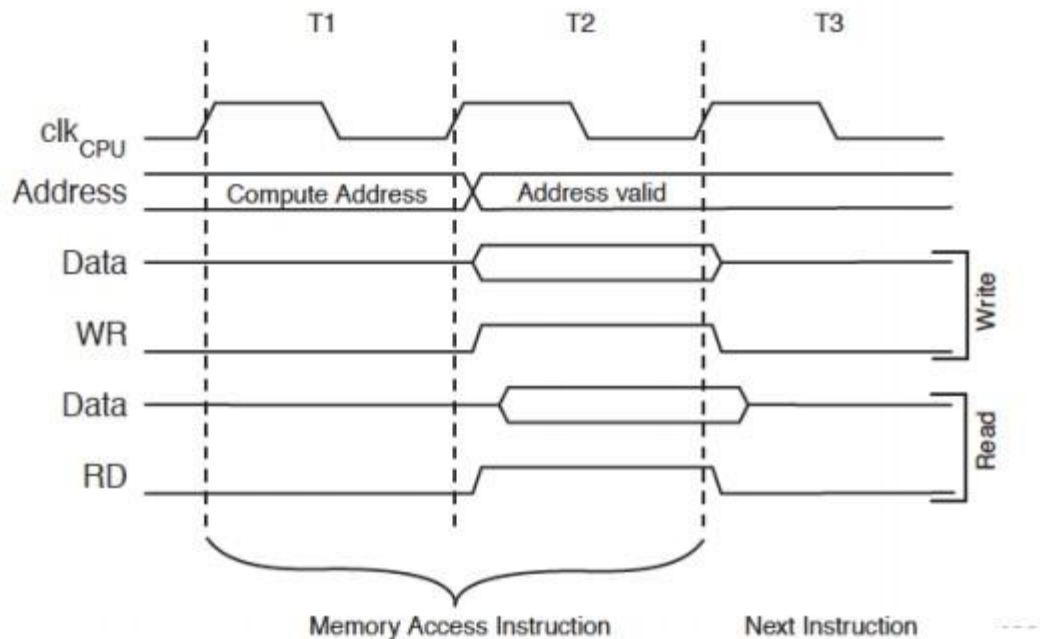 T1 T2 T3
clkCPU
Address Compute Address Address valid
Data
WR
Write
Data
RD
Read
Memory Access Instruction Next Instruction